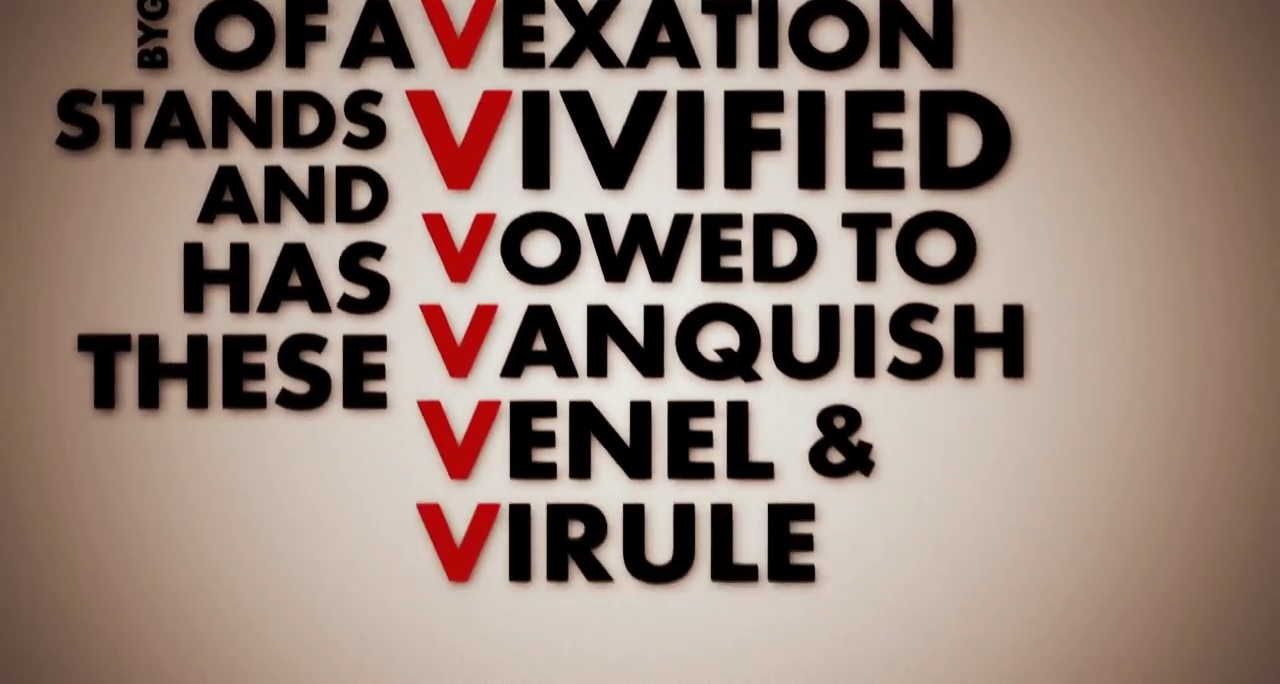 OF A VEXATION
STANDS VIVIFIED
AND VOWED TO
HAS VANQUISH
THESE VENEL &
VIRULE